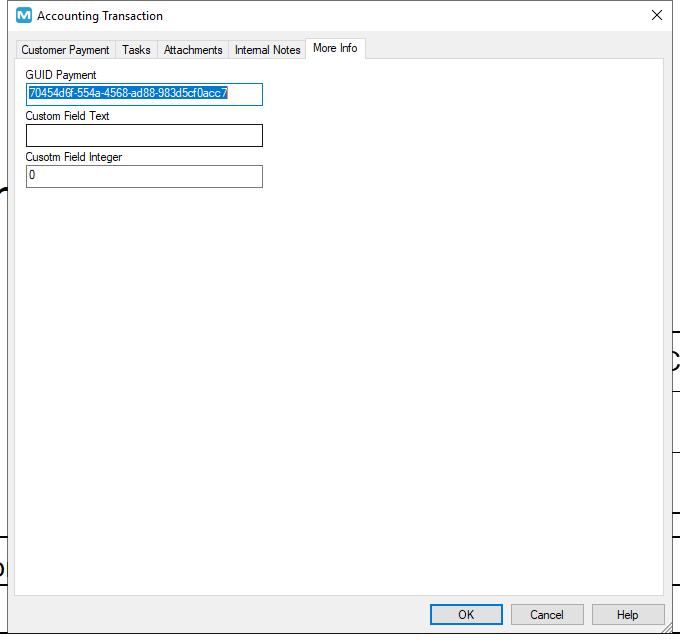 Accounting Transaction
Customer Payment Tasks Attachments Internal Notes More Info
GUID Payment
70454d6f-554a-4568-ad88-983d5cf0acc7
Custom Field Text
Cusotm Field Integer
0
OK Cancel Help